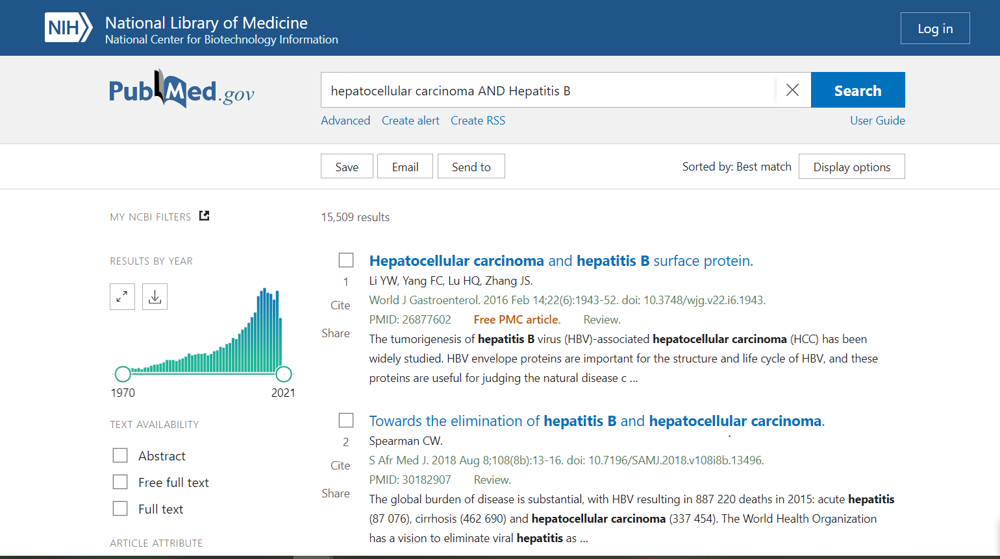 NIH
National Library of Medicine
National Center for Biotechnology Information
Log in
PubMed.gov
hepatocellular carcinoma AND Hepatitis B
Search
Advanced Create alert Create RSS
User Guide
Save Email Send to
Sorted by: Best match Display options
MY NCBI FILTERS
15,509 results
RESULTS BY YEAR
1970 2021
TEXT AVAILABILITY
Abstract
Free full text
Full text
ARTICLE ATTRIBUTE
Hepatocellular carcinoma and hepatitis B surface protein.
1
Cite
Share
Li YW, Yang FC, Lu HQ, Zhang JS.
World J Gastroenterol. 2016 Feb 14;22(6):1943-52. doi: 10.3748/wjg.v22.i6.1943.
PMID: 26877602 Free PMC article. Review.
The tumorigenesis of hepatitis B virus (HBV)-associated hepatocellular carcinoma (HCC) has been
widely studied. HBV envelope proteins are important for the structure and life cycle of HBV, and these
proteins are useful for judging the natural disease c ...
Towards the elimination of hepatitis B and hepatocellular carcinoma.
2
Cite
Share
Spearman CW.
S Afr Med J. 2018 Aug 8;108(8b):13-16. doi: 10.7196/SAMJ.2018.v108i8b.13496.
PMID: 30182907 Review.
The global burden of disease is substantial, with HBV resulting in 887 220 deaths in 2015: acute hepatitis
(87 076), cirrhosis (462 690) and hepatocellular carcinoma (337 454). The World Health Organization
has a vision to eliminate viral hepatitis as ...